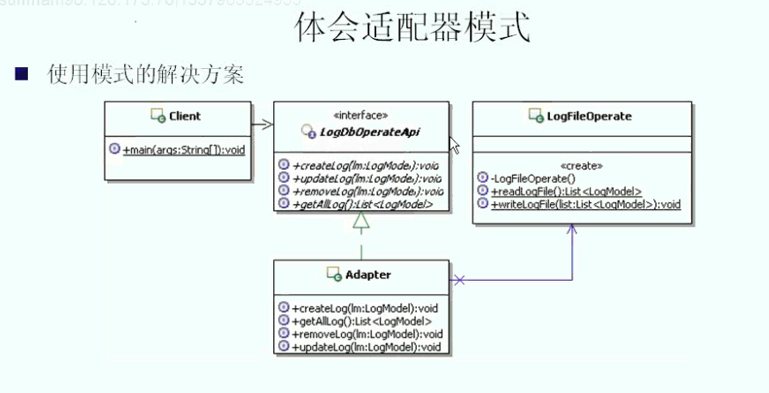 体会适配器模式
使用模式的解决方案
Client
+main(args:String[]):void
«interface»
LogDbOperateApi
+createLog(lm:LogModel):void
+updateLog(lm:LogModel):void
+removeLog(lm:LogModel):void
+getAllLog():List<LogModel>
LogFileOperate
«create»
-LogFileOperate()
+readLogFile():List<LogModel>
+writeLogFile(list:List<LogModel>):void
Adapter
+createLog(lm:LogModel):void
+getAllLog():List<LogModel>
+removeLog(lm:LogModel):void
+updateLog(lm:LogModel):void